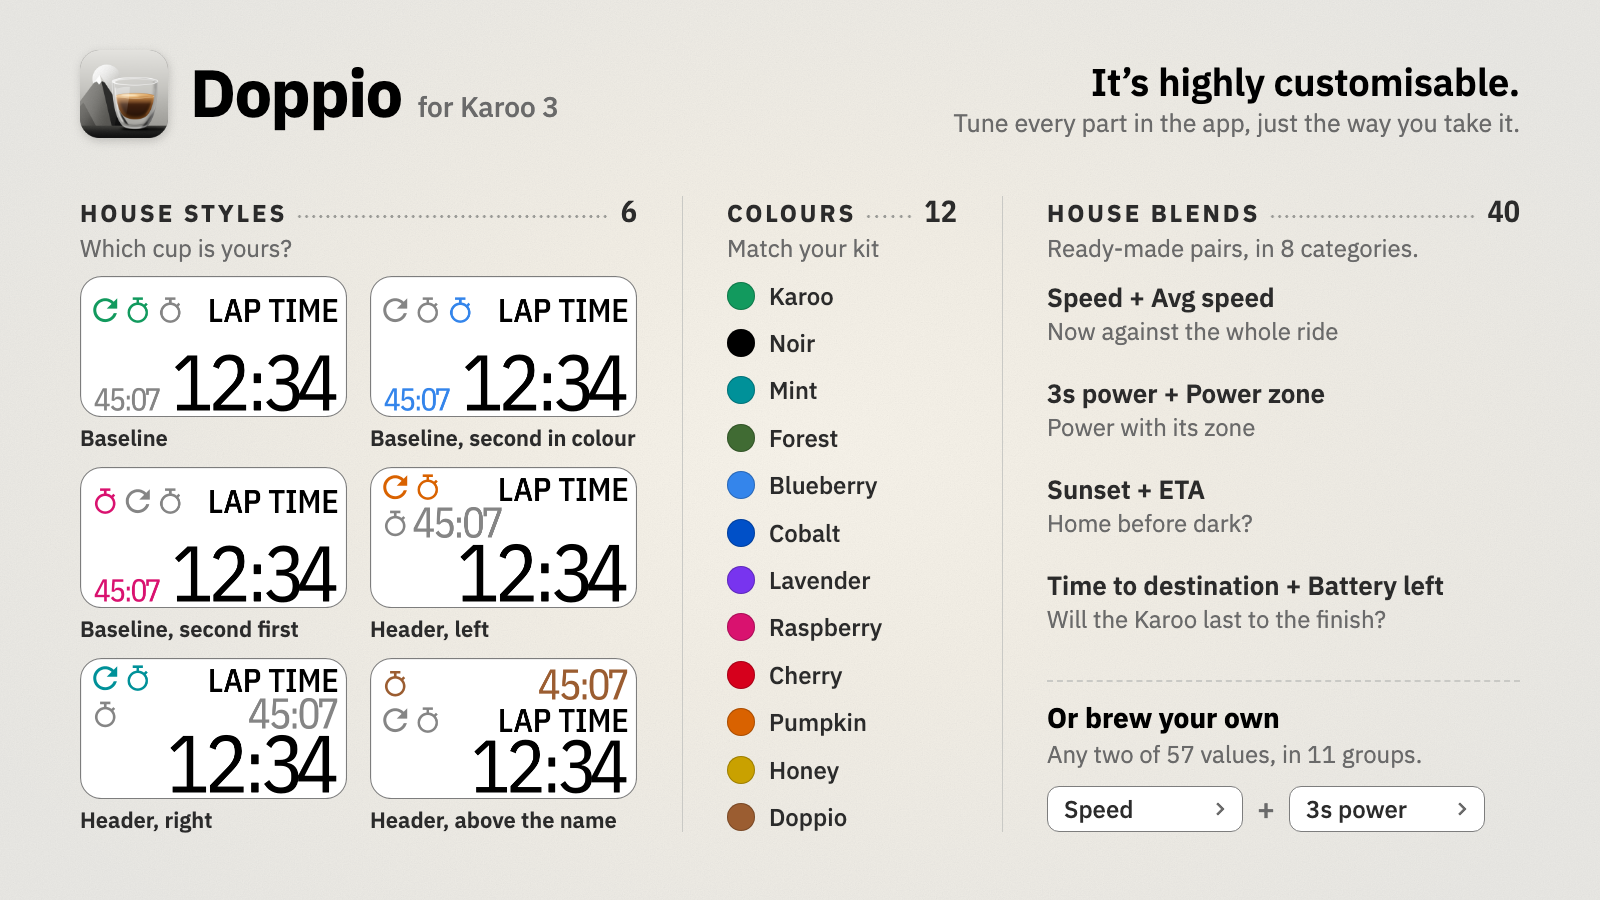 Doppio for Karoo 3
It’s highly customisable.
Tune every part in the app, just the way you take it.
HOUSE STYLES 6
Which cup is yours?
LAP TIME
45:07 12:34
Baseline
LAP TIME
45:07 12:34
Baseline, second in colour
LAP TIME
45:07 12:34
Baseline, second first
LAP TIME
45:07
12:34
Header, left
LAP TIME
45:07
12:34
Header, right
45:07
LAP TIME
12:34
Header, above the name
COLOURS 12
Match your kit
Karoo
Noir
Mint
Forest
Blueberry
Cobalt
Lavender
Raspberry
Cherry
Pumpkin
Honey
Doppio
HOUSE BLENDS 40
Ready-made pairs, in 8 categories.
Speed + Avg speed
Now against the whole ride
3s power + Power zone
Power with its zone
Sunset + ETA
Home before dark?
Time to destination + Battery left
Will the Karoo last to the finish?
Or brew your own
Any two of 57 values, in 11 groups.
Speed + 3s power